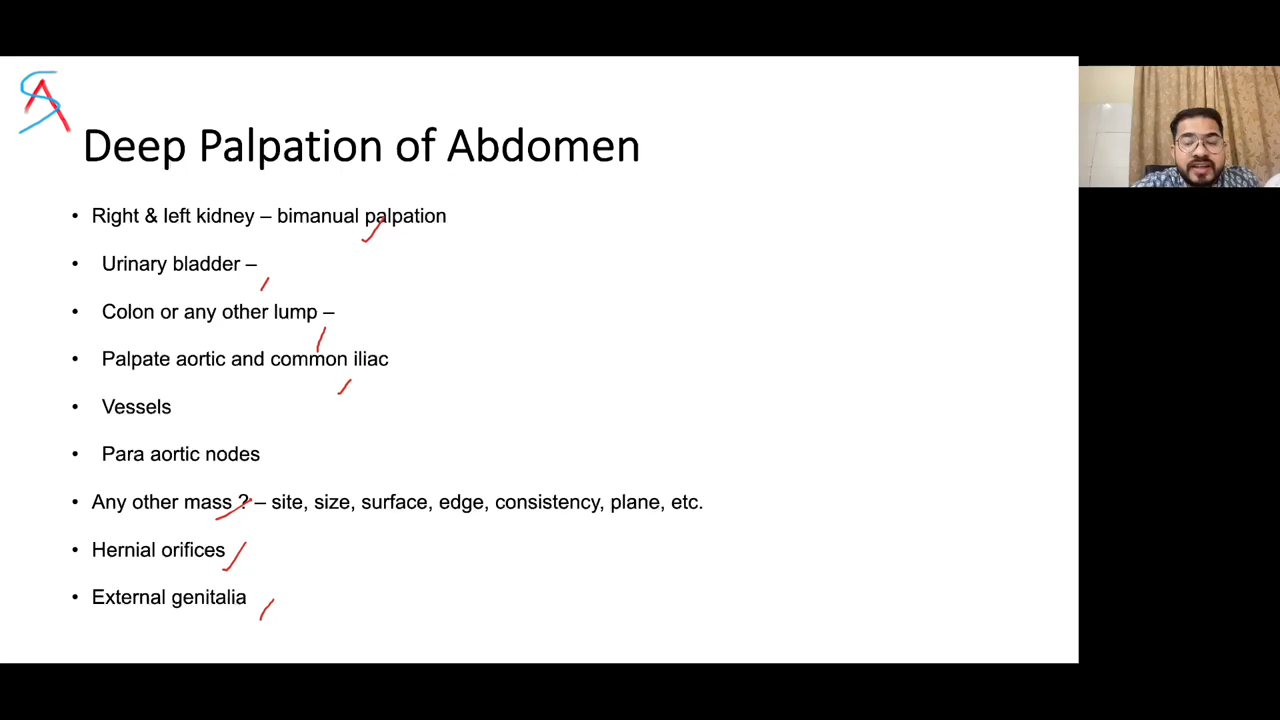 SA
Deep Palpation of Abdomen
• Right & left kidney – bimanual palpation
• Urinary bladder –
• Colon or any other lump –
• Palpate aortic and common iliac
• Vessels
• Para aortic nodes
• Any other mass ? – site, size, surface, edge, consistency, plane, etc.
• Hernial orifices
• External genitalia